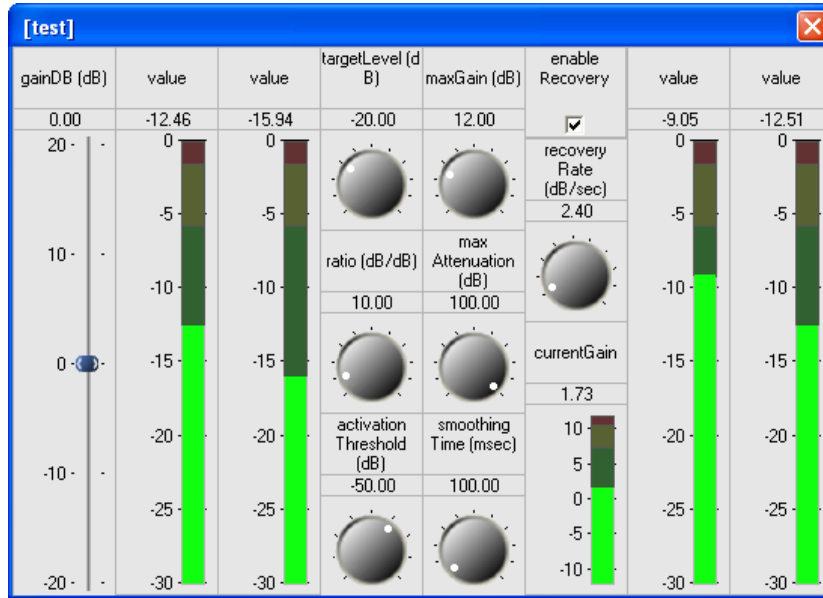 [test]
gainDB (dB)
0.00
20
10
0
-10
-20
value
-12.46
0
-5
-10
-15
-20
-25
-30
value
-15.94
0
-5
-10
-15
-20
-25
-30
targetLevel (d
B)
-20.00
ratio (dB/dB)
10.00
activation
Threshold
(dB)
-50.00
maxGain (dB)
12.00
max
Attenuation
(dB)
100.00
smoothing
Time (msec)
100.00
enable
Recovery
recovery
Rate
(dB/sec)
2.40
currentGain
1.73
10
5
0
-5
-10
value
-9.05
0
-5
-10
-15
-20
-25
-30
value
-12.51
0
-5
-10
-15
-20
-25
-30